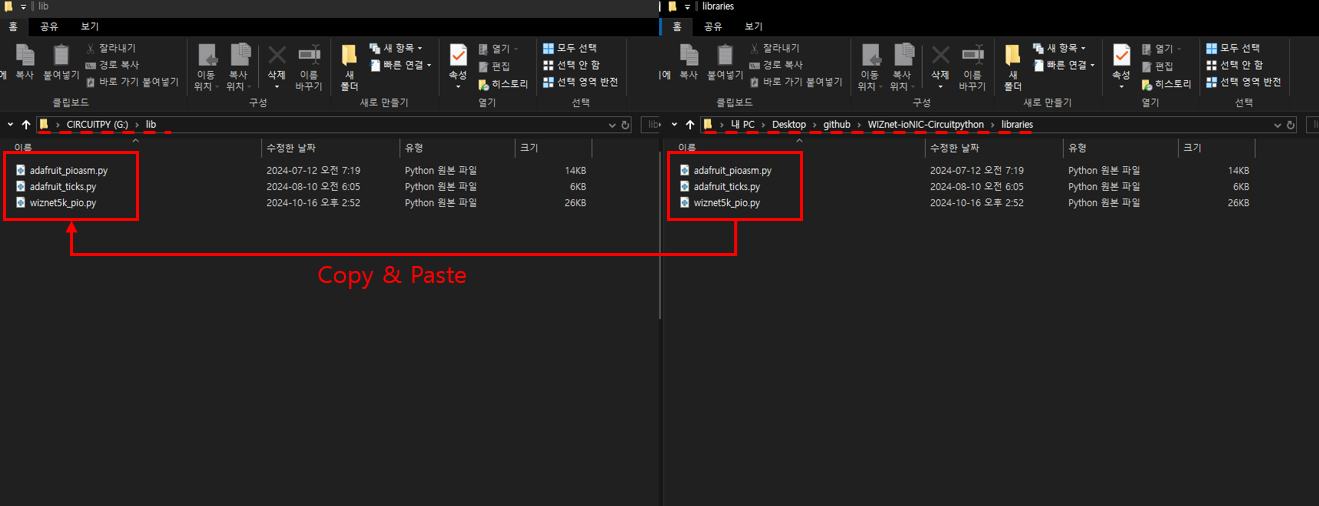 lib
홈 공유 보기
에 복사 붙여넣기
잘라내기
경로 복사
바로 가기 붙여넣기
클립보드
이동 위치
복사 위치
삭제
이름 바꾸기
구성
새 폴더
새 항목
빠른 연결
새로 만들기
속성
열기
편집
히스토리
열기
모두 선택
선택 안 함
선택 영역 반전
선택
CIRCUITPY (G:) > lib
lib
이름 수정한 날짜 유형 크기
adafruit_pioasm.py 2024-07-12 오전 7:19 Python 원본 파일 14KB
adafruit_ticks.py 2024-08-10 오전 6:05 Python 원본 파일 6KB
wiznet5k_pio.py 2024-10-16 오후 2:52 Python 원본 파일 26KB
libraries
홈 공유 보기
에 복사 붙여넣기
잘라내기
경로 복사
바로 가기 붙여넣기
클립보드
이동 위치
복사 위치
삭제
이름 바꾸기
구성
새 폴더
새 항목
빠른 연결
새로 만들기
속성
열기
편집
히스토리
열기
모두 선택
선택 안 함
선택 영역 반전
선택
내 PC > Desktop > github > WIZnet-ioNIC-Circuitpython > libraries
이름 수정한 날짜 유형 크기
adafruit_pioasm.py 2024-07-12 오전 7:19 Python 원본 파일 14KB
adafruit_ticks.py 2024-08-10 오전 6:05 Python 원본 파일 6KB
wiznet5k_pio.py 2024-10-16 오후 2:52 Python 원본 파일 26KB
Copy & Paste